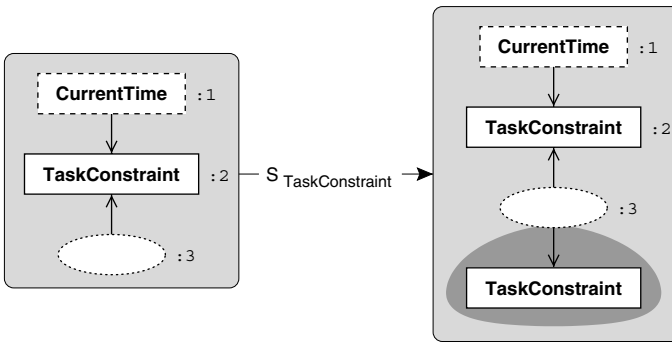 CurrentTime :1
TaskConstraint :2
:3
S TaskConstraint
CurrentTime :1
TaskConstraint :2
:3
TaskConstraint